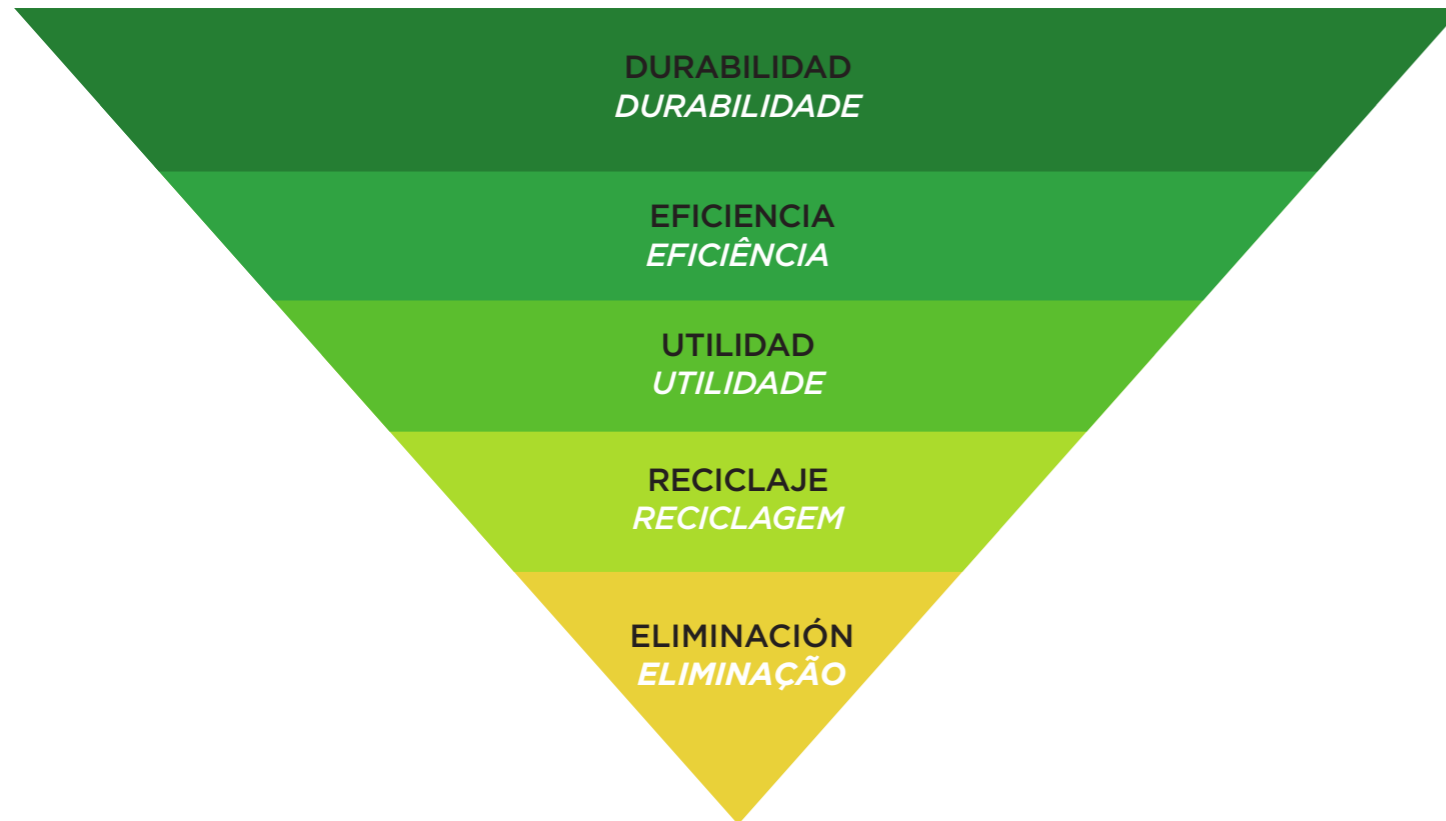 DURABILIDAD
DURABILIDADE
EFICIENCIA
EFICIÊNCIA
UTILIDAD
UTILIDADE
RECICLAJE
RECICLAGEM
ELIMINACIÓN
ELIMINAÇÃO